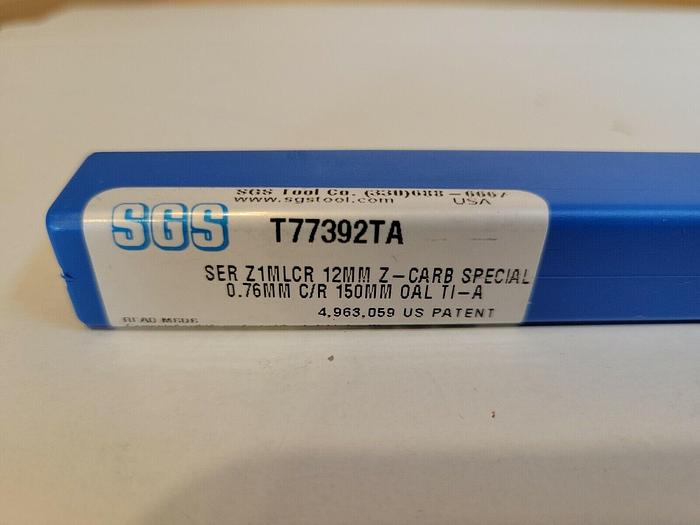 SGS Tool Co. (330)688-6667
www.sgstool.com USA
SGS T77392TA
SER Z1MLCR 12MM Z-CARB SPECIAL
0.76MM C/R 150MM OAL TI-A
4,963,059 US PATENT